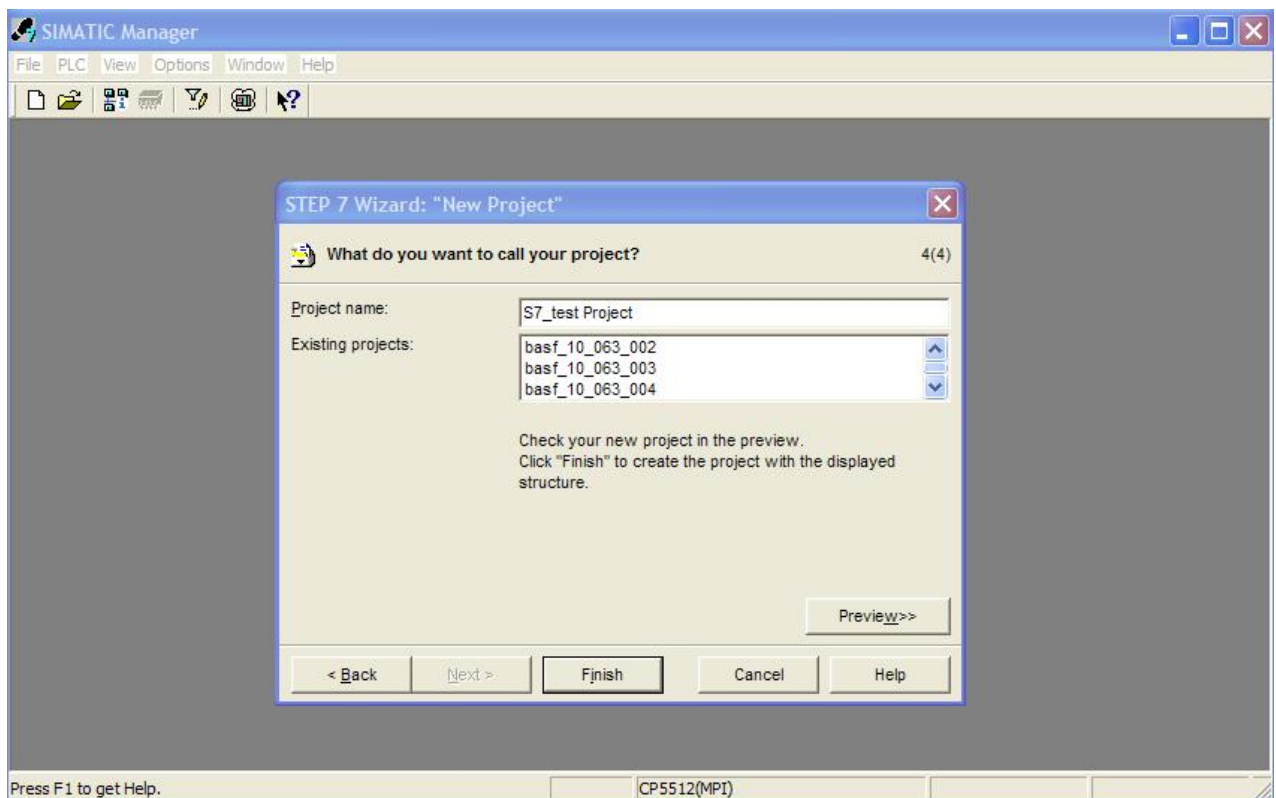 SIMATIC Manager
File PLC View Options Window Help
STEP 7 Wizard: "New Project"
What do you want to call your project? 4(4)
Project name: S7_test Project
Existing projects: basf_10_063_002
basf_10_063_003
basf_10_063_004
Check your new project in the preview.
Click "Finish" to create the project with the displayed
structure.
Preview>>
< Back Next > Finish Cancel Help
Press F1 to get Help. CP5512(MPI)